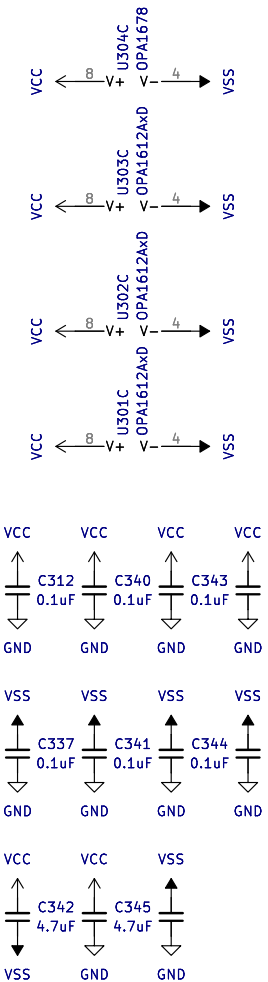 U304C
OPA1678
VCC 8 V+ V- 4 VSS
U303C
OPA1612AxD
VCC 8 V+ V- 4 VSS
U302C
OPA1612AxD
VCC 8 V+ V- 4 VSS
U301C
OPA1612AxD
VCC 8 V+ V- 4 VSS
VCC VCC VCC VCC
C312 C340 C343
0.1uF 0.1uF 0.1uF
GND GND GND GND
VSS VSS VSS VSS
C337 C341 C344
0.1uF 0.1uF 0.1uF
GND GND GND GND
VCC VCC VSS
C342 C345
4.7uF 4.7uF
VSS GND GND